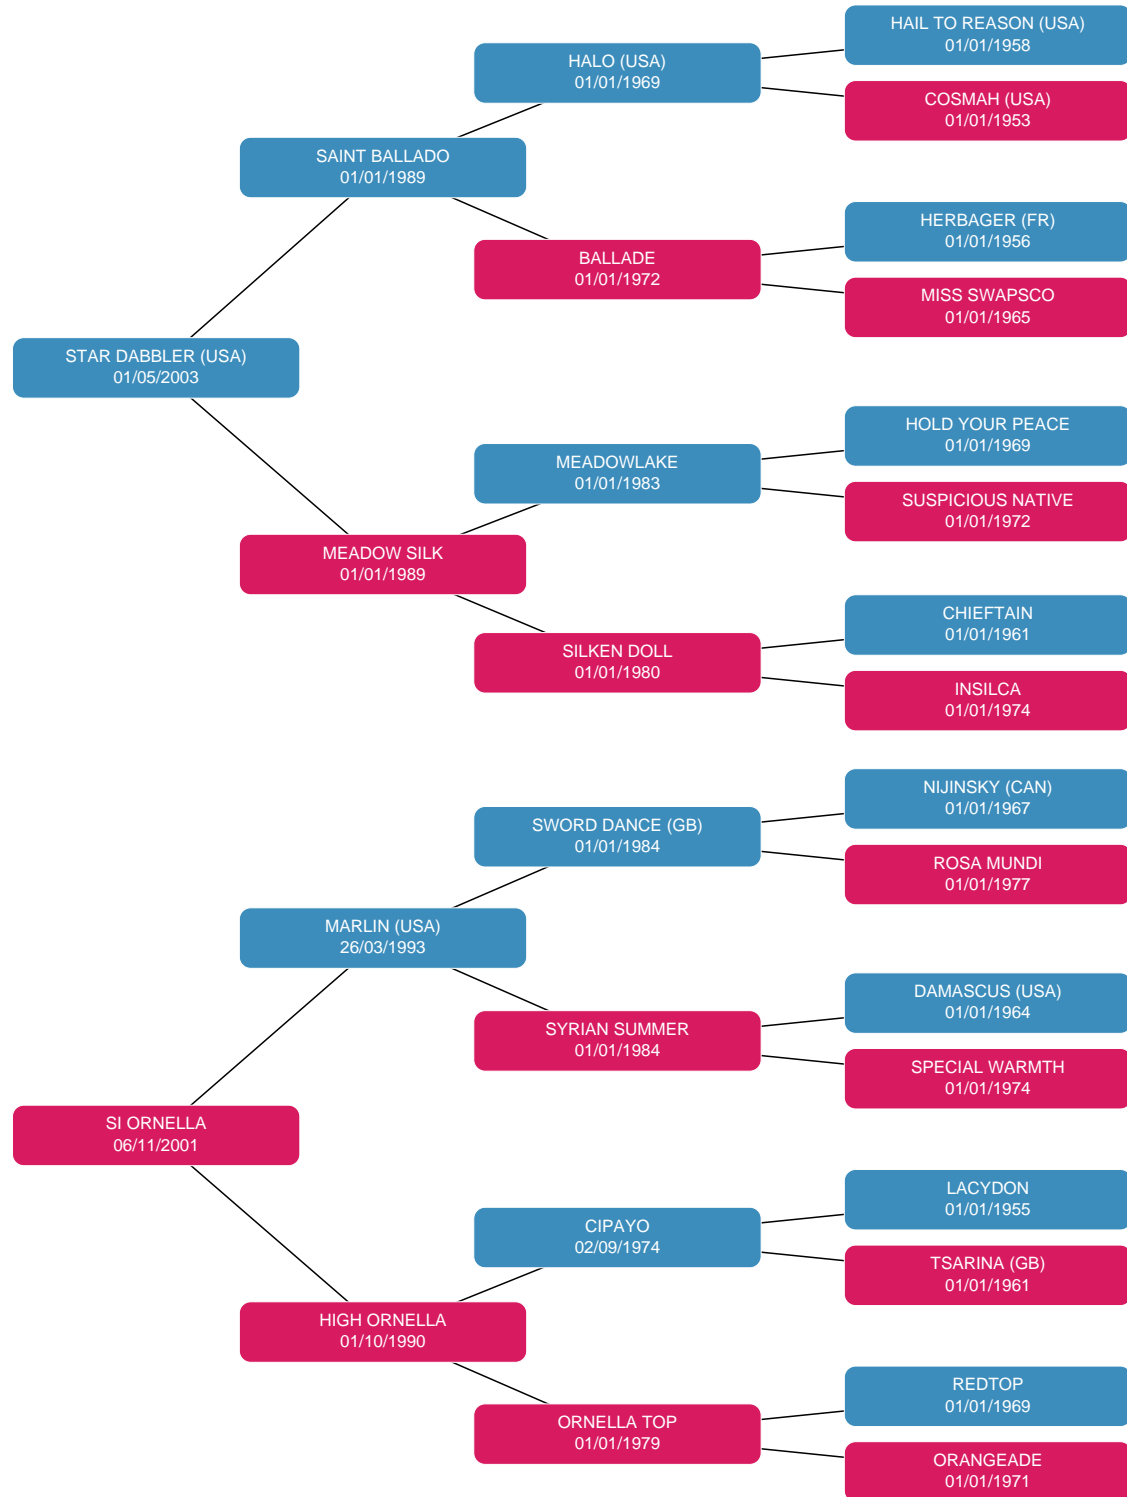 HAIL TO REASON (USA)
01/01/1958
HALO (USA)
01/01/1969
COSMAH (USA)
01/01/1953
SAINT BALLADO
01/01/1989
HERBAGER (FR)
01/01/1956
BALLADE
01/01/1972
MISS SWAPSCO
01/01/1965
STAR DABBLER (USA)
01/05/2003
HOLD YOUR PEACE
01/01/1969
MEADOWLAKE
01/01/1983
SUSPICIOUS NATIVE
01/01/1972
MEADOW SILK
01/01/1989
CHIEFTAIN
01/01/1961
SILKEN DOLL
01/01/1980
INSILCA
01/01/1974
NIJINSKY (CAN)
01/01/1967
SWORD DANCE (GB)
01/01/1984
ROSA MUNDI
01/01/1977
MARLIN (USA)
26/03/1993
DAMASCUS (USA)
01/01/1964
SYRIAN SUMMER
01/01/1984
SPECIAL WARMTH
01/01/1974
SI ORNELLA
06/11/2001
LACYDON
01/01/1955
CIPAYO
02/09/1974
TSARINA (GB)
01/01/1961
HIGH ORNELLA
01/10/1990
REDTOP
01/01/1969
ORNELLA TOP
01/01/1979
ORANGEADE
01/01/1971